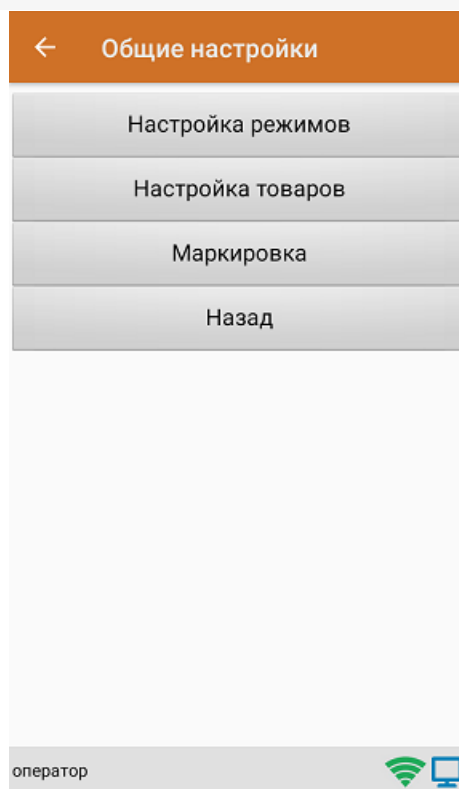 Общие настройки
Настройка режимов
Настройка товаров
Маркировка
Назад
оператор